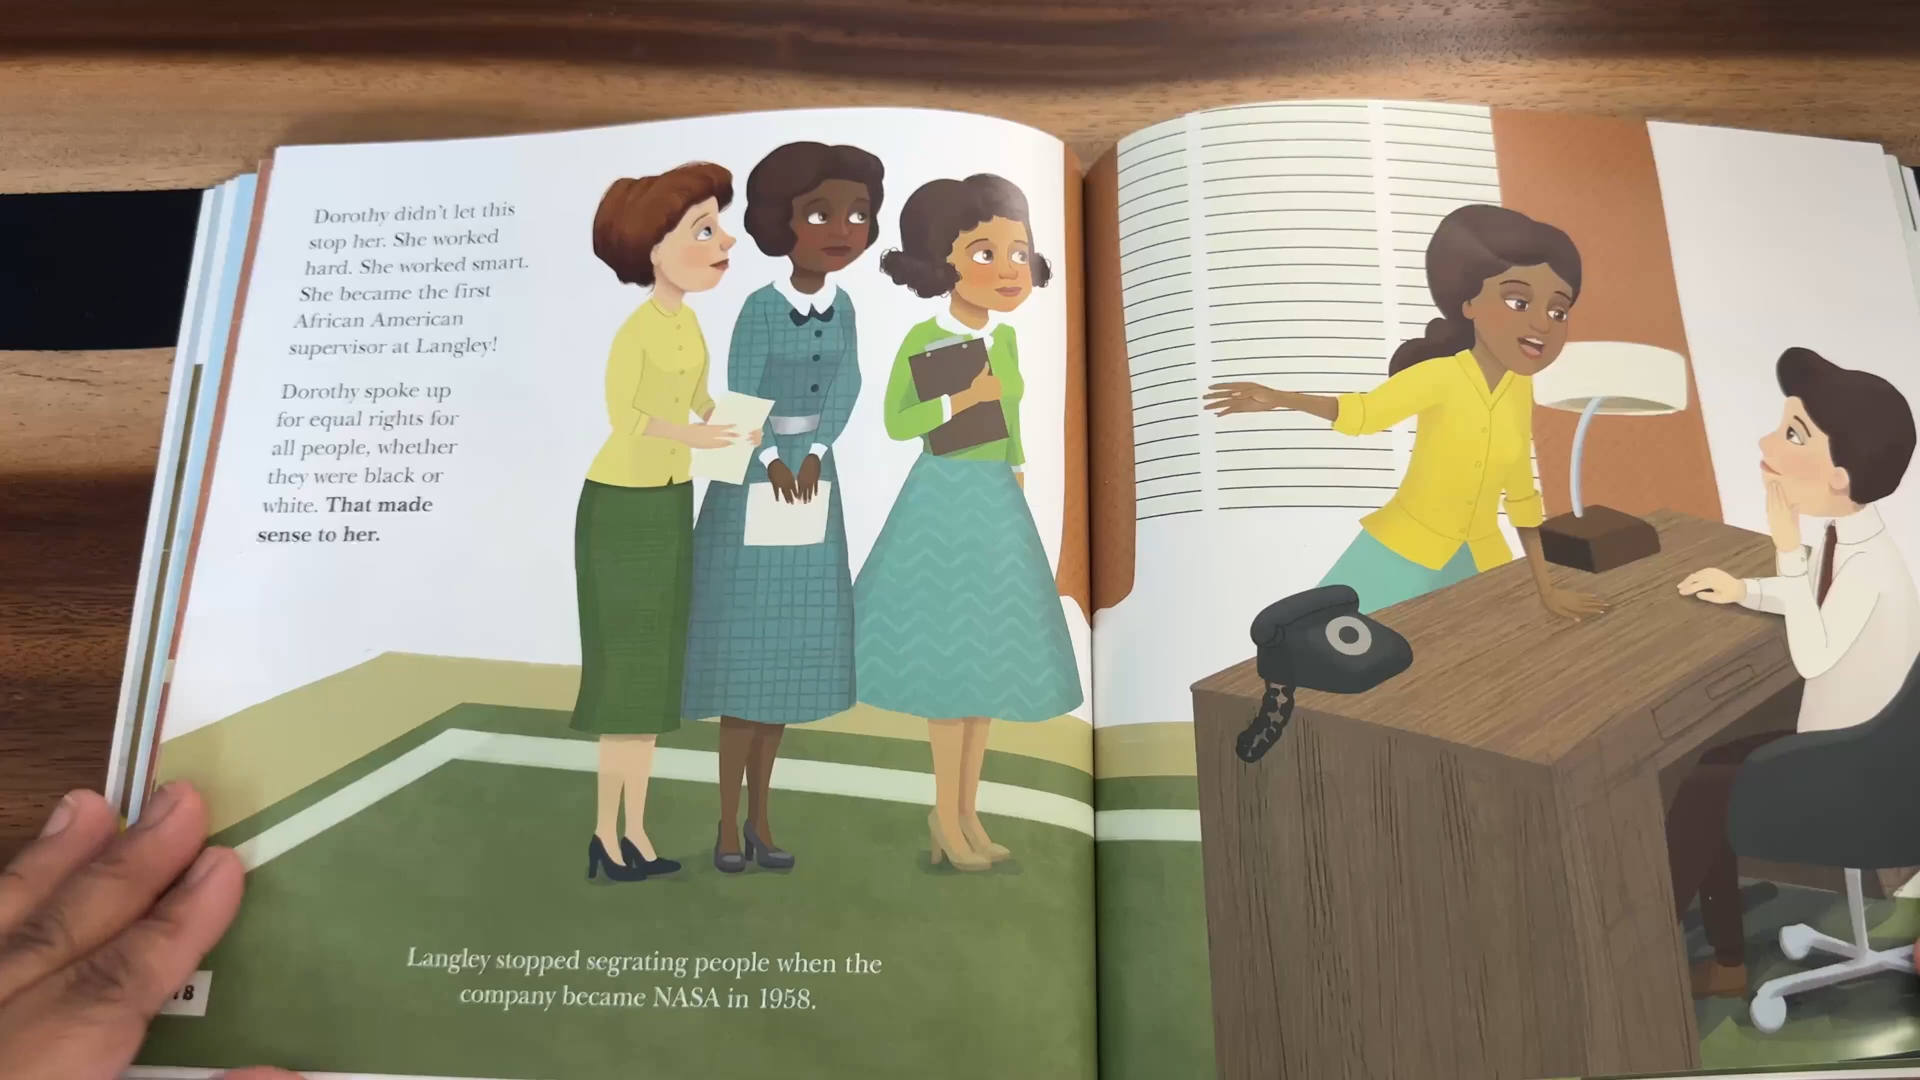 Dorothy didn't let this
stop her. She worked
hard. She worked smart.
She became the first
African American
supervisor at Langley!
Dorothy spoke up
for equal rights for
all people, whether
they were black or
white. That made
sense to her.
Langley stopped segrating people when the
company became NASA in 1958.